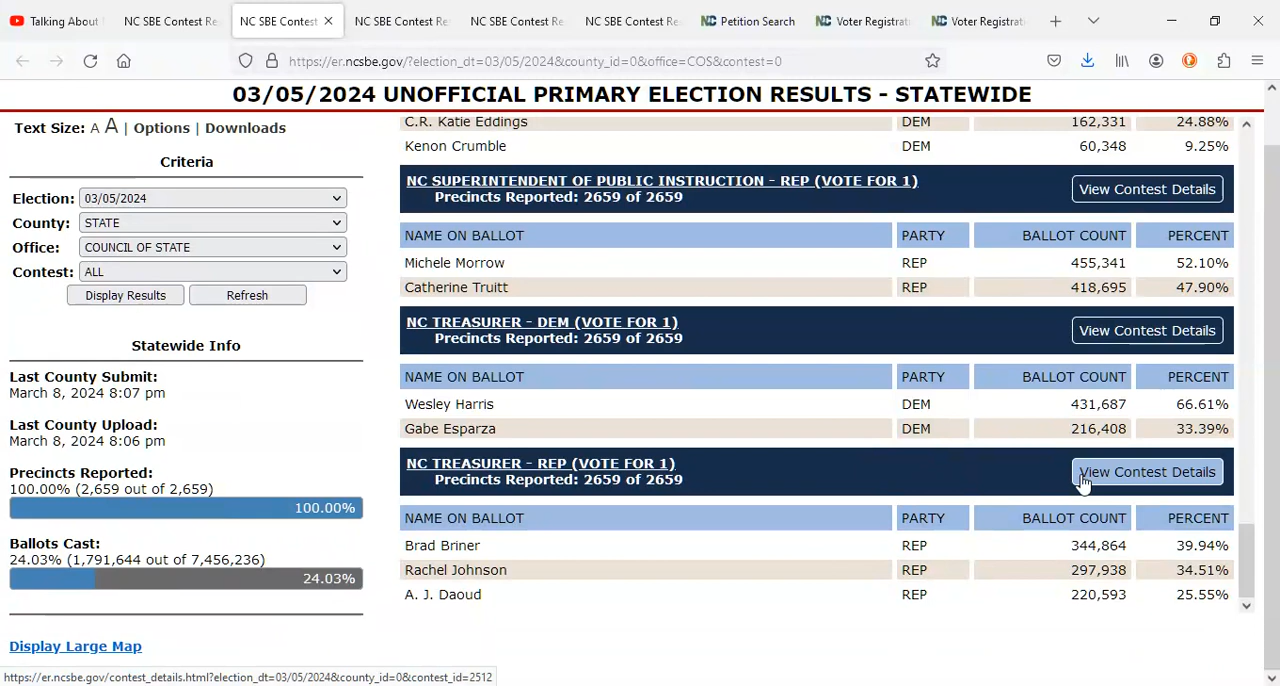 Talking About
NC SBE Contest Re
NC SBE Contest
NC SBE Contest Re
NC SBE Contest Re
NC SBE Contest Re
NC Petition Search
NC Voter Registrat
NC Voter Registrat
https://er.ncsbe.gov/?election_dt=03/05/2024&county_id=0&office=COS&contest=0
03/05/2024 UNOFFICIAL PRIMARY ELECTION RESULTS - STATEWIDE
Text Size: A A | Options | Downloads
Criteria
Election: 03/05/2024
County: STATE
Office: COUNCIL OF STATE
Contest: ALL
Display Results Refresh
Statewide Info
Last County Submit:
March 8, 2024 8:07 pm
Last County Upload:
March 8, 2024 8:06 pm
Precincts Reported:
100.00% (2,659 out of 2,659)
100.00%
Ballots Cast:
24.03% (1,791,644 out of 7,456,236)
24.03%
Display Large Map
C.R. Katie Eddings DEM 162,331 24.88%
Kenon Crumble DEM 60,348 9.25%
NC SUPERINTENDENT OF PUBLIC INSTRUCTION - REP (VOTE FOR 1)
Precincts Reported: 2659 of 2659
View Contest Details
NAME ON BALLOT PARTY BALLOT COUNT PERCENT
Michele Morrow REP 455,341 52.10%
Catherine Truitt REP 418,695 47.90%
NC TREASURER - DEM (VOTE FOR 1)
Precincts Reported: 2659 of 2659
View Contest Details
NAME ON BALLOT PARTY BALLOT COUNT PERCENT
Wesley Harris DEM 431,687 66.61%
Gabe Esparza DEM 216,408 33.39%
NC TREASURER - REP (VOTE FOR 1)
Precincts Reported: 2659 of 2659
View Contest Details
NAME ON BALLOT PARTY BALLOT COUNT PERCENT
Brad Briner REP 344,864 39.94%
Rachel Johnson REP 297,938 34.51%
A. J. Daoud REP 220,593 25.55%
https://er.ncsbe.gov/contest_details.html?election_dt=03/05/2024&county_id=0&contest_id=2512